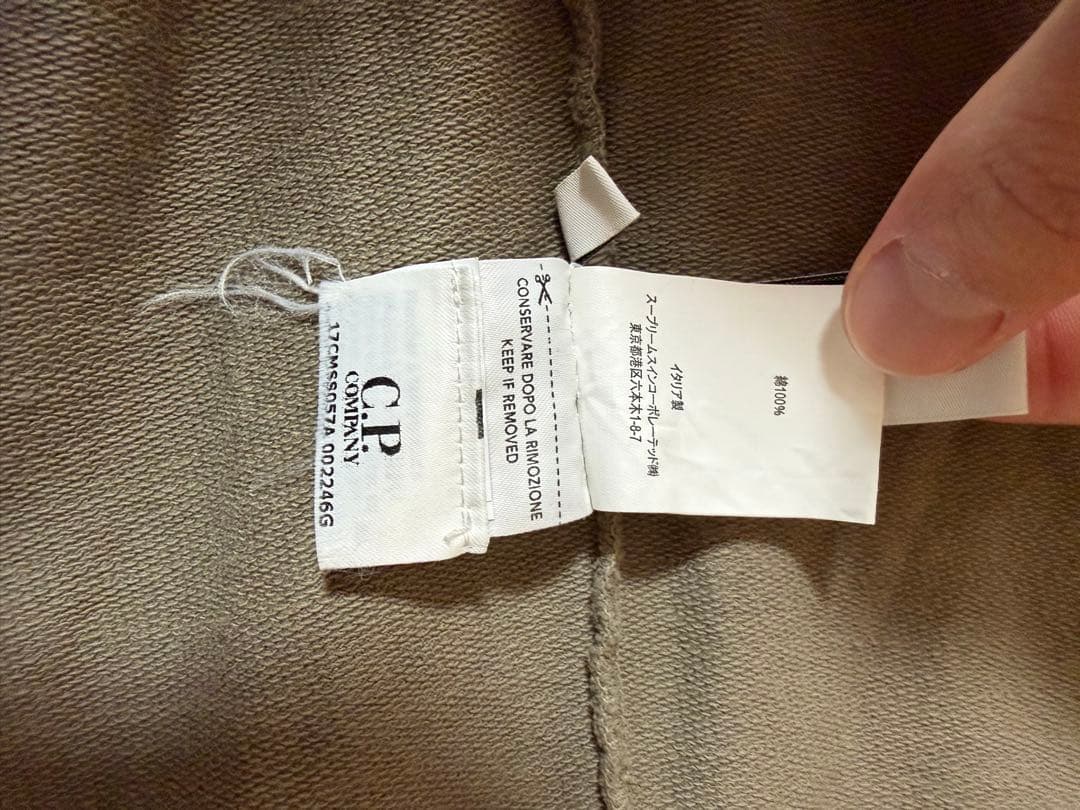 C.P.
COMPANY
17CMSS057A 002246G
CONSERVARE DOPO LA RIMOZIONE
KEEP IF REMOVED
綿100%
イタリア製
スープリームスインコーポレーテッド㈱
東京都港区六本木1-8-7